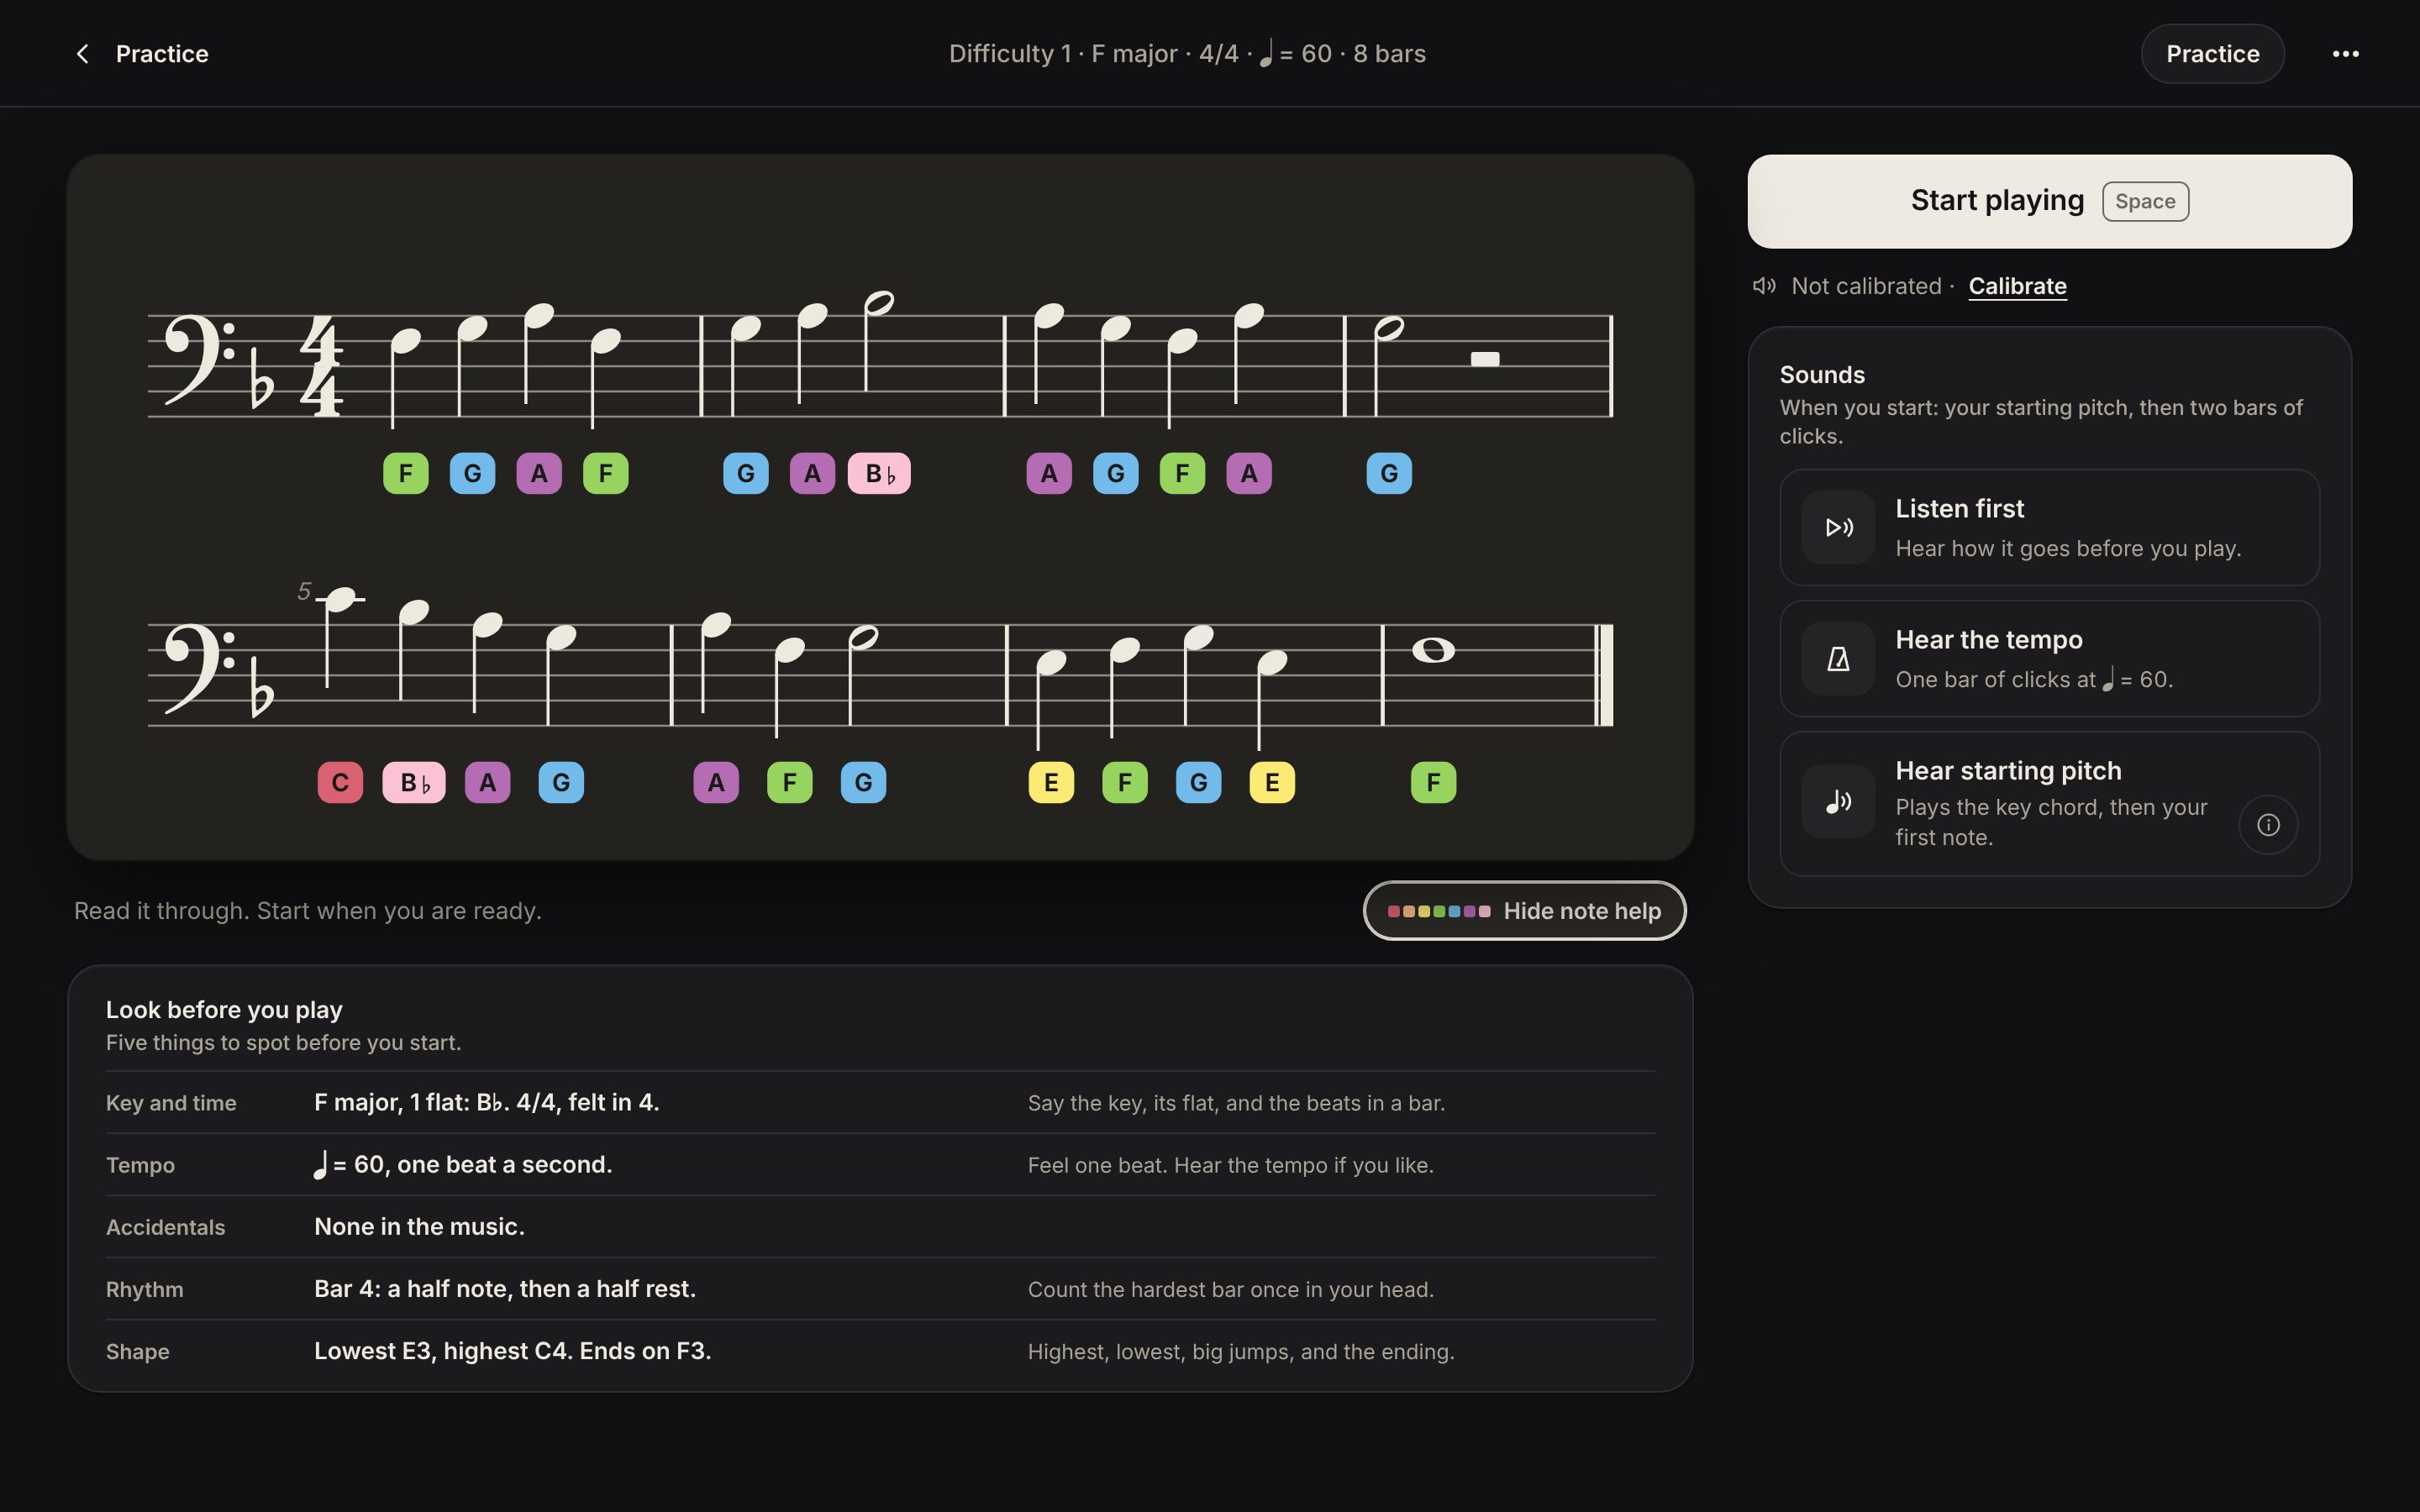 Practice
Difficulty 1 · F major · 4/4 · ♩ = 60 · 8 bars
Practice
4
4
F G A F G A B♭ A G F A G
5
C B♭ A G A F G E F G E F
Read it through. Start when you are ready.
Hide note help
Look before you play
Five things to spot before you start.
Key and time F major, 1 flat: B♭. 4/4, felt in 4. Say the key, its flat, and the beats in a bar.
Tempo ♩ = 60, one beat a second. Feel one beat. Hear the tempo if you like.
Accidentals None in the music.
Rhythm Bar 4: a half note, then a half rest. Count the hardest bar once in your head.
Shape Lowest E3, highest C4. Ends on F3. Highest, lowest, big jumps, and the ending.
Start playing Space
Not calibrated · Calibrate
Sounds
When you start: your starting pitch, then two bars of
clicks.
Listen first
Hear how it goes before you play.
Hear the tempo
One bar of clicks at ♩ = 60.
Hear starting pitch
Plays the key chord, then your
first note.